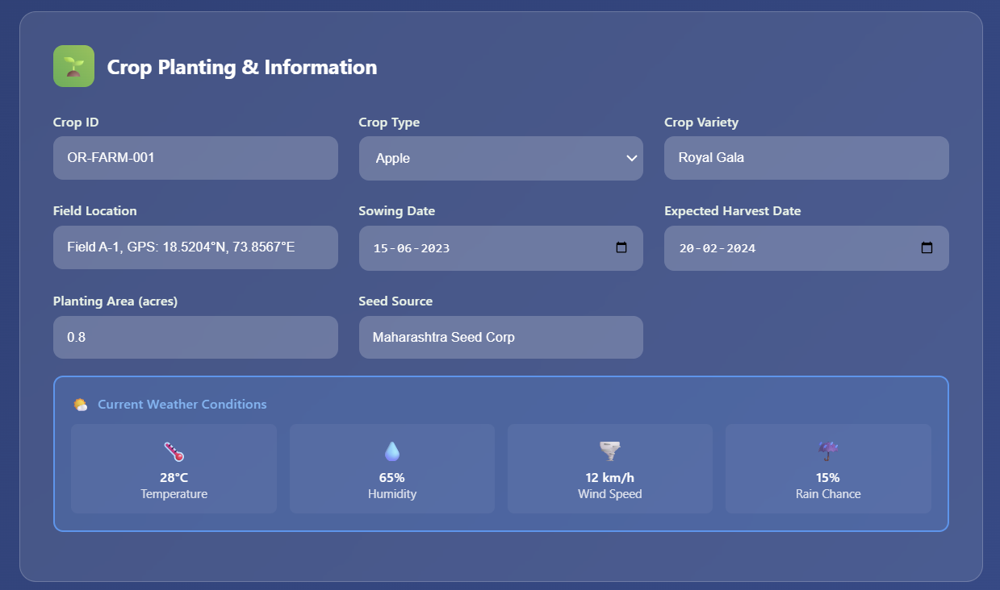 Crop Planting & Information
Crop ID
Crop Type
Crop Variety
OR-FARM-001
Apple
Royal Gala
Field Location
Sowing Date
Expected Harvest Date
Field A-1, GPS: 18.5204°N, 73.8567°E
15-06-2023
20-02-2024
Planting Area (acres)
Seed Source
0.8
Maharashtra Seed Corp
Current Weather Conditions
28°C
65%
12 km/h
15%
Temperature
Humidity
Wind Speed
Rain Chance